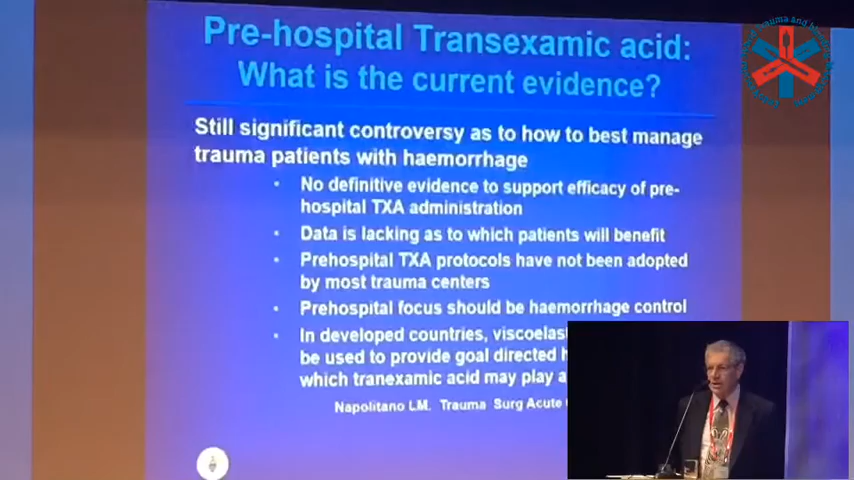 Pre-hospital Transexamic acid:
What is the current evidence?
Still significant controversy as to how to best manage
trauma patients with haemorrhage
• No definitive evidence to support efficacy of pre-
hospital TXA administration
• Data is lacking as to which patients will benefit
• Prehospital TXA protocols have not been adopted
by most trauma centers
• Prehospital focus should be haemorrhage control
• In developed countries,
be used to provide goal directed
which tranexamic acid may play
Napolitano LM. Trauma Surg Acute